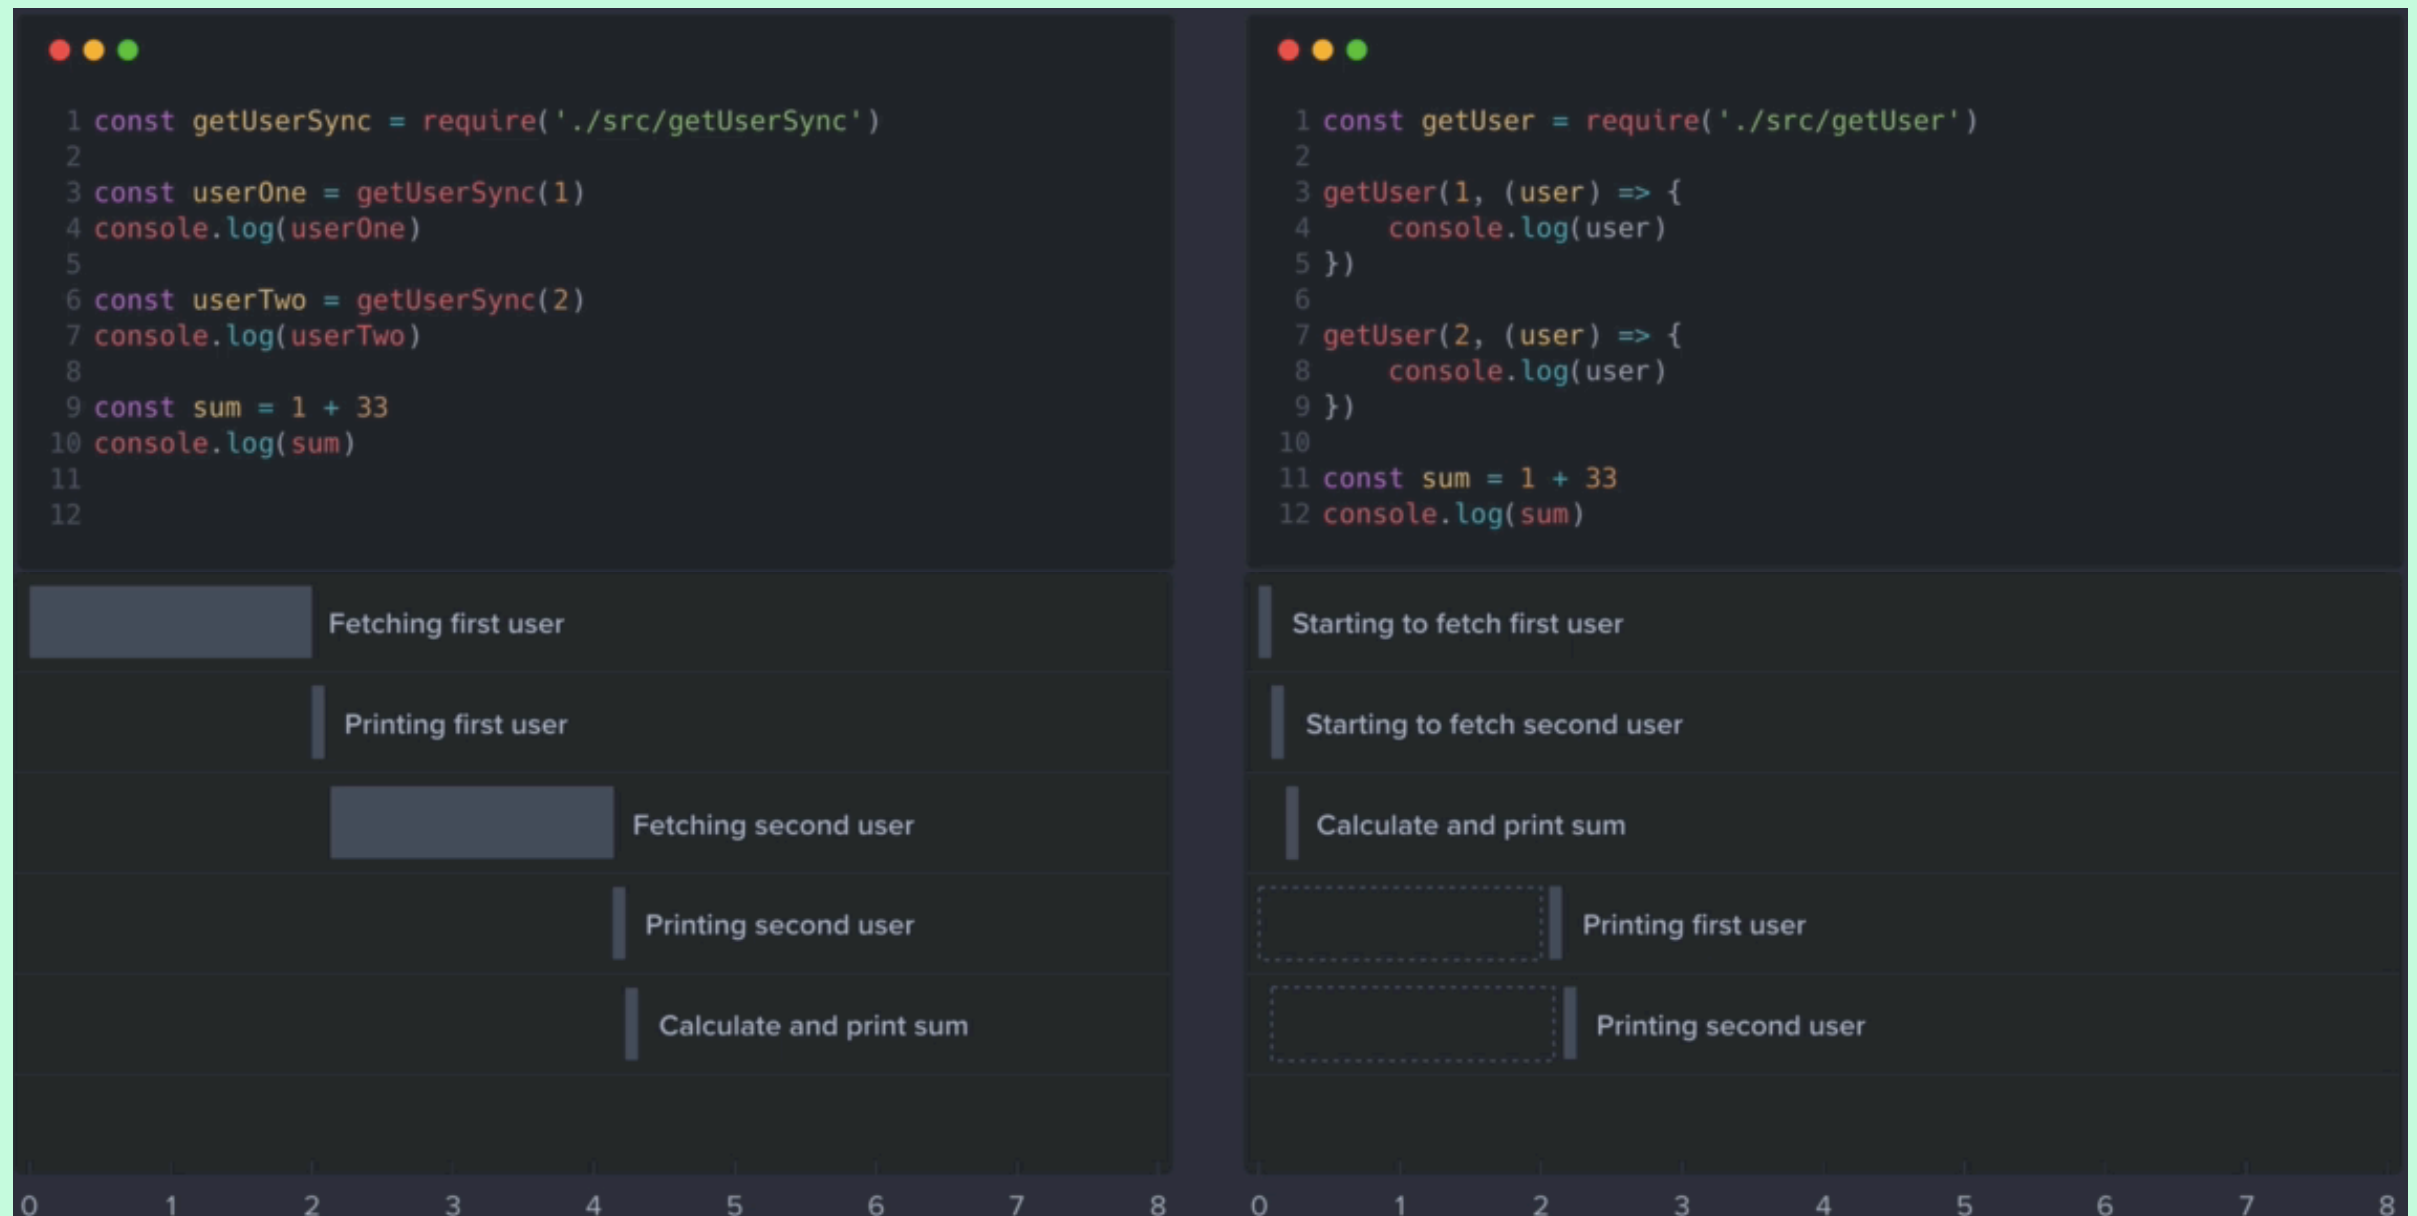 1 const getUserSync = require('./src/getUserSync')
2
3 const userOne = getUserSync(1)
4 console.log(userOne)
5
6 const userTwo = getUserSync(2)
7 console.log(userTwo)
8
9 const sum = 1 + 33
10 console.log(sum)
11
12
Fetching first user
Printing first user
Fetching second user
Printing second user
Calculate and print sum
0 1 2 3 4 5 6 7 8
1 const getUser = require('./src/getUser')
2
3 getUser(1, (user) => {
4     console.log(user)
5 })
6
7 getUser(2, (user) => {
8     console.log(user)
9 })
10
11 const sum = 1 + 33
12 console.log(sum)
Starting to fetch first user
Starting to fetch second user
Calculate and print sum
Printing first user
Printing second user
0 1 2 3 4 5 6 7 8